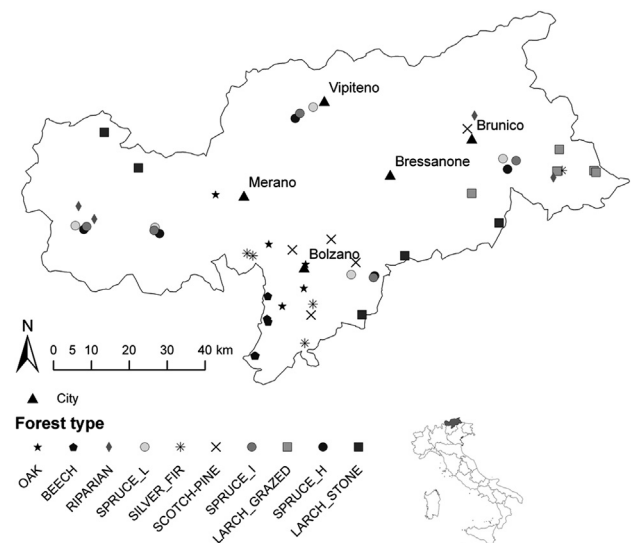 Vipiteno
Brunico
Bressanone
Merano
Bolzano
N
0 5 10 20 30 40 km
City
Forest type
OAK
BEECH
RIPARIAN
SPRUCE_L
SILVER_FIR
SCOTCH-PINE
SPRUCE_I
LARCH_GRAZED
SPRUCE_H
LARCH_STONE